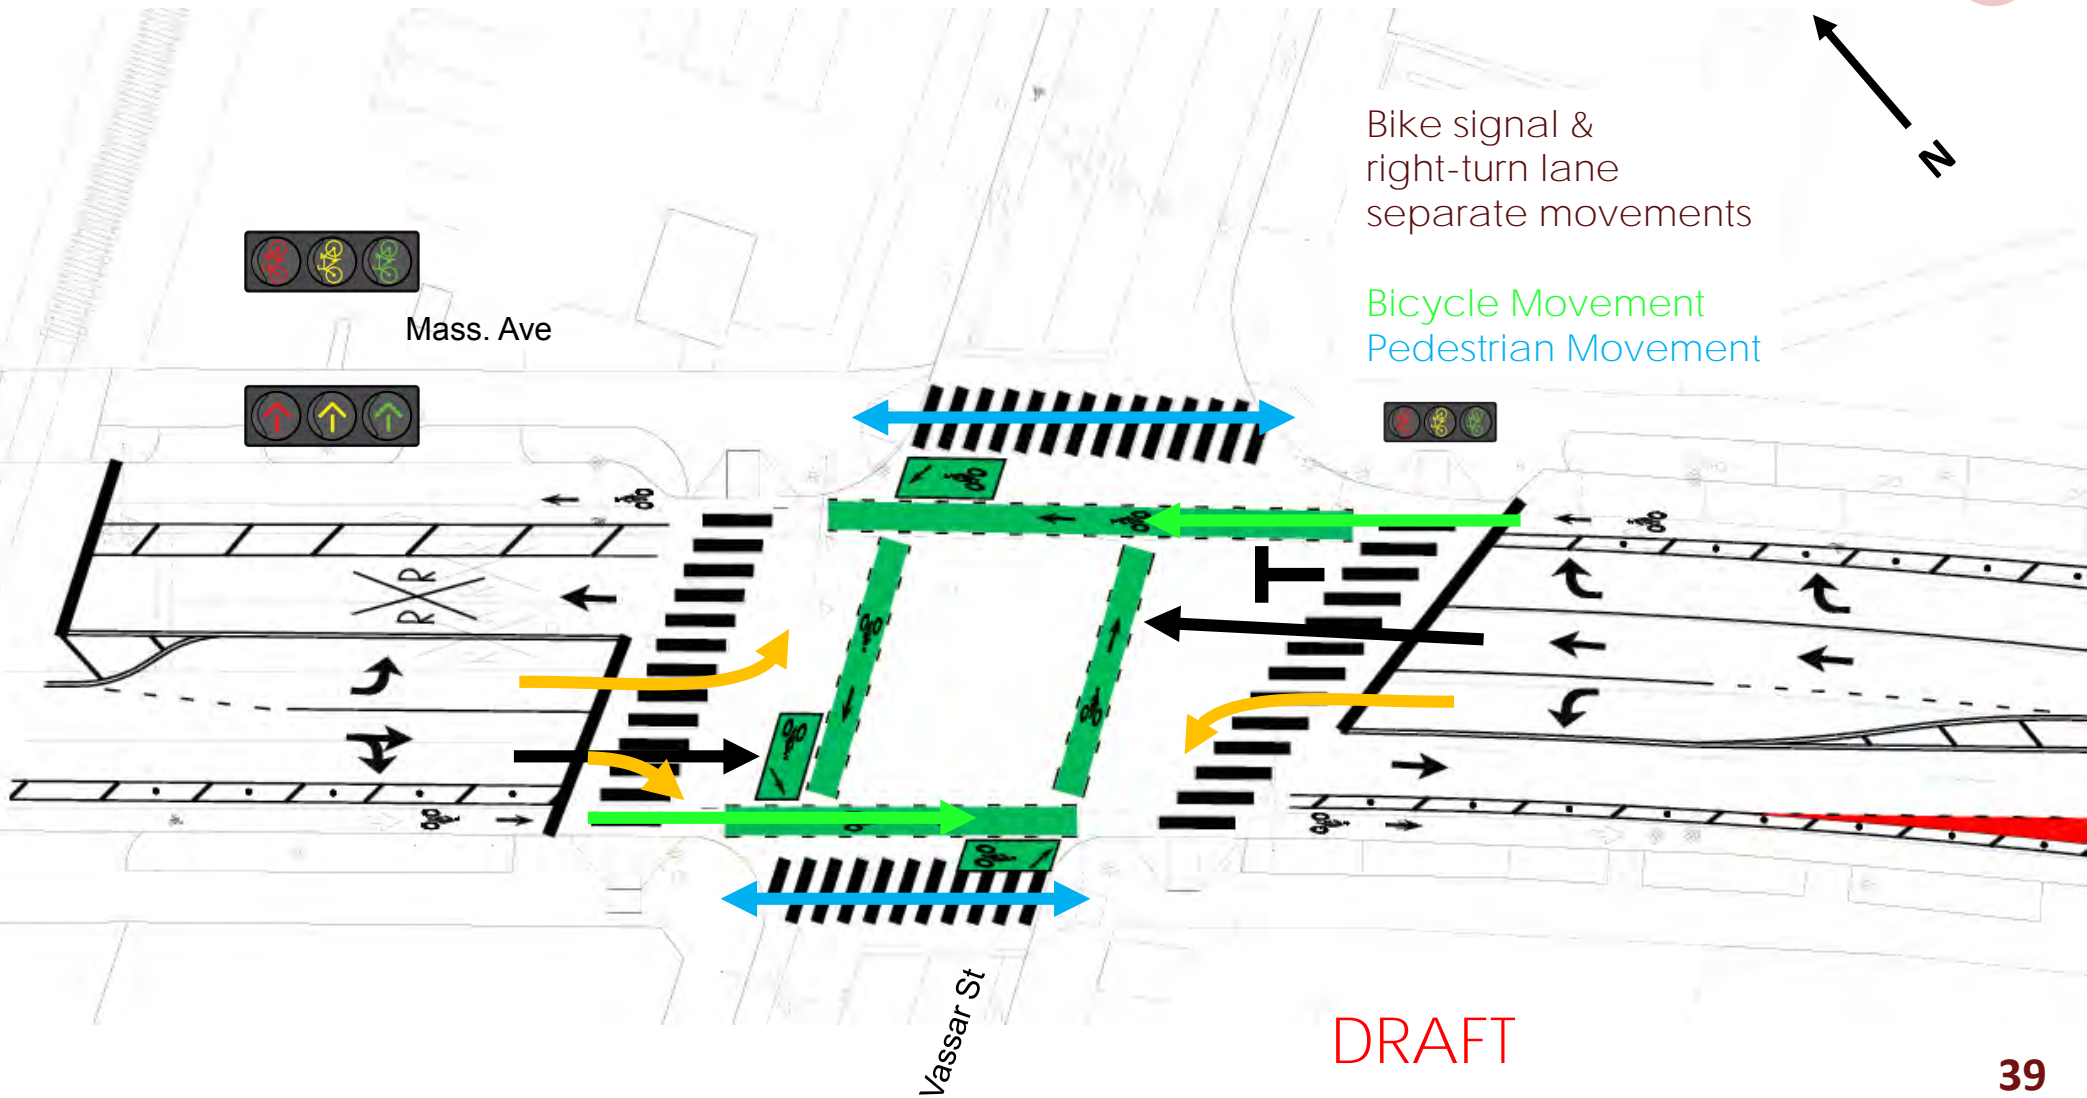 N
Bike signal &
right-turn lane
separate movements
Bicycle Movement
Pedestrian Movement
Mass. Ave
R
R
Vassar St
DRAFT
39